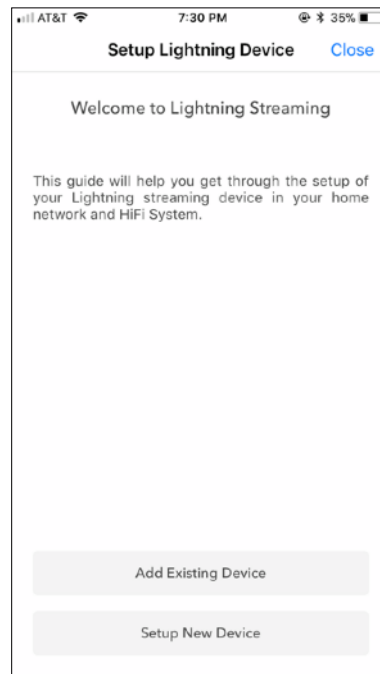 AT&T 7:30 PM 35%
Setup Lightning Device Close
Welcome to Lightning Streaming
This guide will help you get through the setup of
your Lightning streaming device in your home
network and HiFi System.
Add Existing Device
Setup New Device